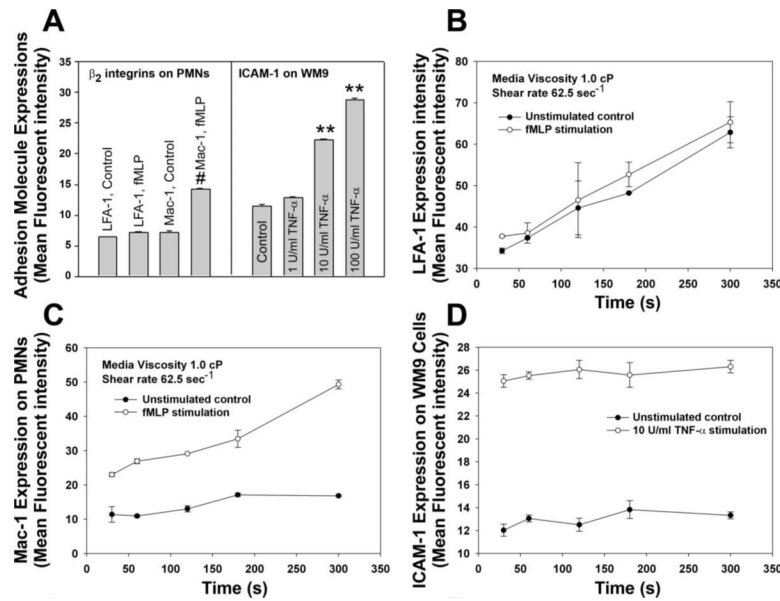 A
Adhesion Molecule Expressions
(Mean Fluorescent intensity)
35
30
25
20
15
10
5
0
β2 integrins on PMNs
ICAM-1 on WM9
LFA-1, Control
LFA-1, fMLP
Mac-1, Control
#Mac-1, fMLP
Control
1 U/ml TNF-α
10 U/ml TNF-α
100 U/ml TNF-α
**
**
B
LFA-1 Expression intensity
(Mean Fluorescent intensity)
80
70
60
50
40
30
Media Viscosity 1.0 cP
Shear rate 62.5 sec-1
Unstimulated control
fMLP stimulation
0 50 100 150 200 250 300 350
Time (s)
C
Mac-1 Expression on PMNs
(Mean Fluorescent intensity)
60
50
40
30
20
10
0
Media Viscosity 1.0 cP
Shear rate 62.5 sec-1
Unstimulated control
fMLP stimulation
0 50 100 150 200 250 300 350
Time (s)
D
ICAM-1 Expression on WM9 Cells
(Mean Fluorescent intensity)
28
26
24
22
20
18
16
14
12
Unstimulated control
10 U/ml TNF-α stimulation
0 50 100 150 200 250 300 350
Time (s)